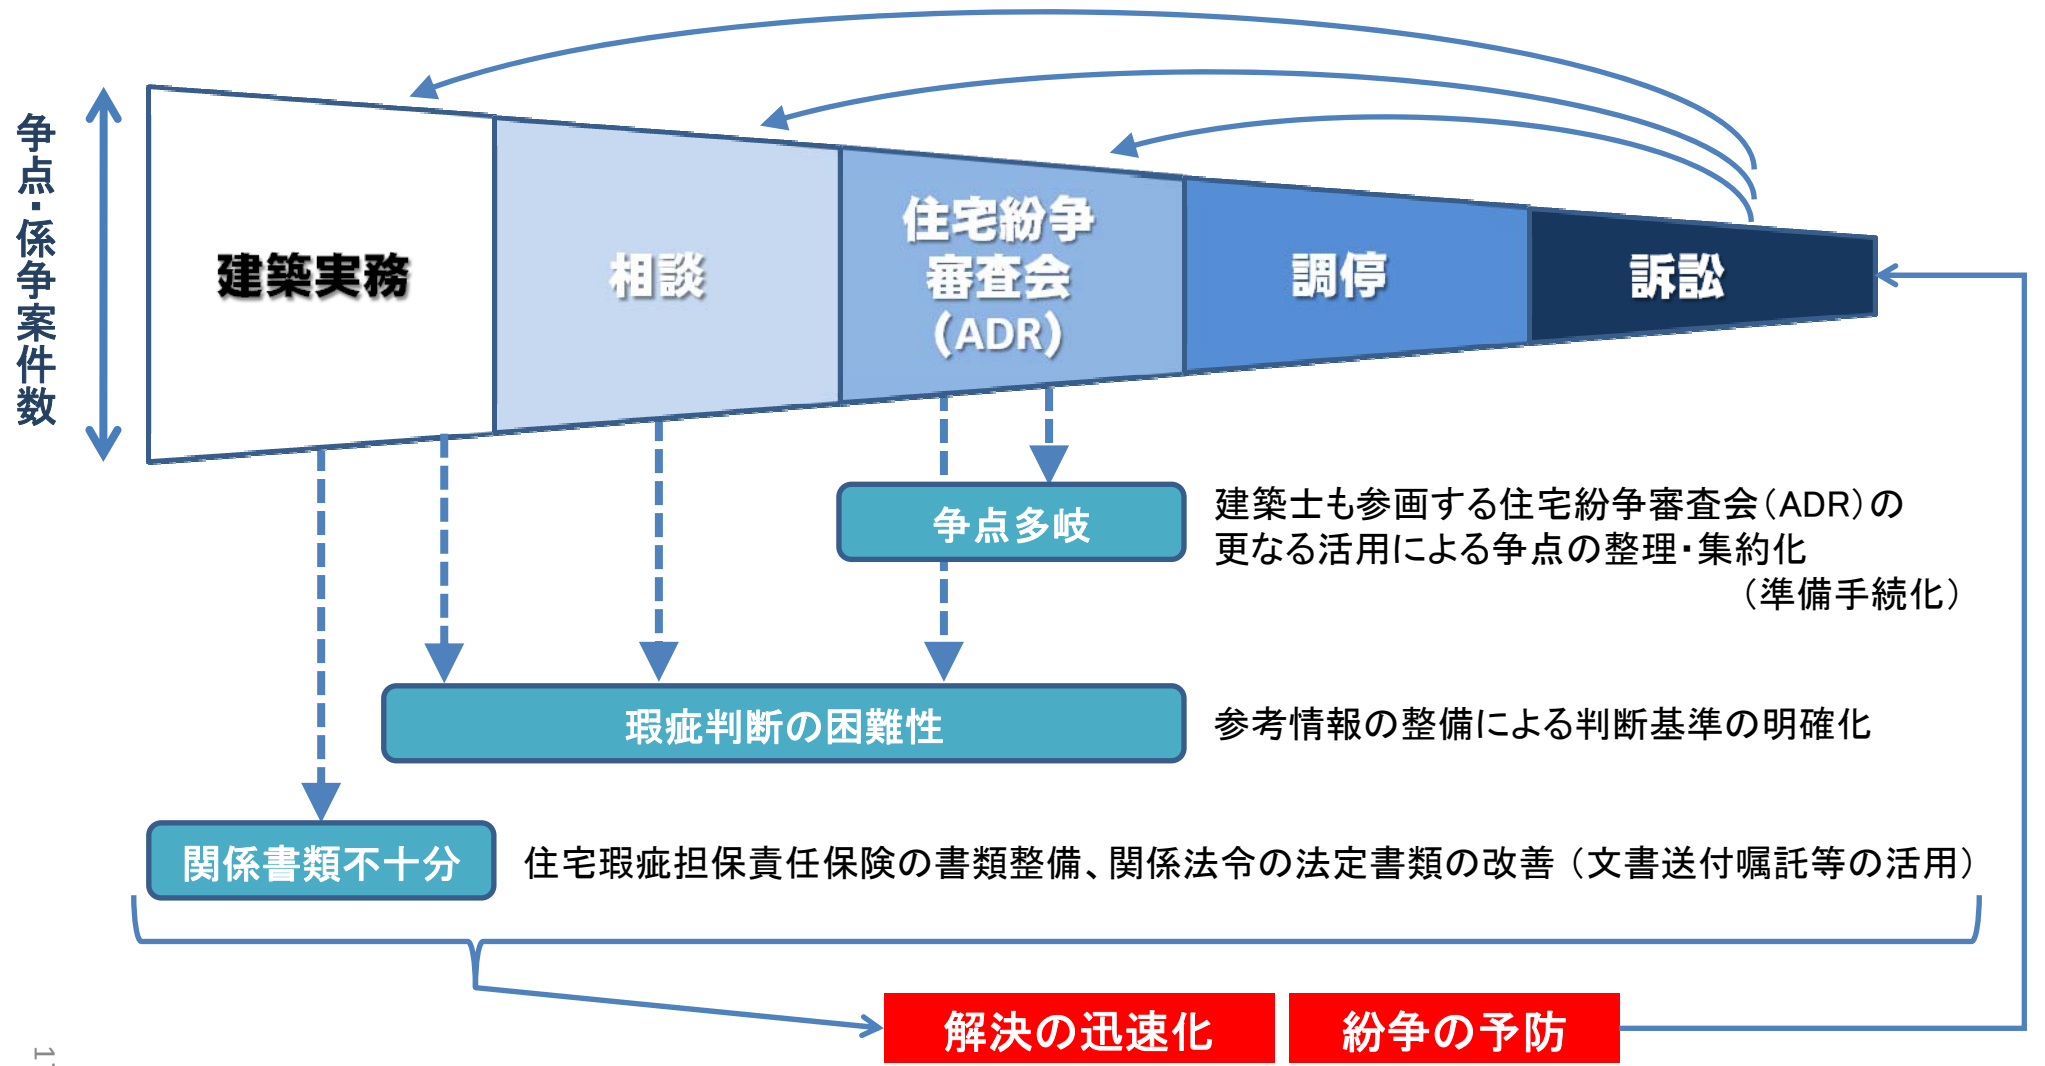 争点・係争案件数
建築実務
相談
住宅紛争
審査会
(ADR)
調停
訴訟
争点多岐
建築士も参画する住宅紛争審査会(ADR)の
更なる活用による争点の整理・集約化
(準備手続化)
瑕疵判断の困難性
参考情報の整備による判断基準の明確化
関係書類不十分
住宅瑕疵担保責任保険の書類整備、関係法令の法定書類の改善(文書送付嘱託等の活用)
解決の迅速化
紛争の予防